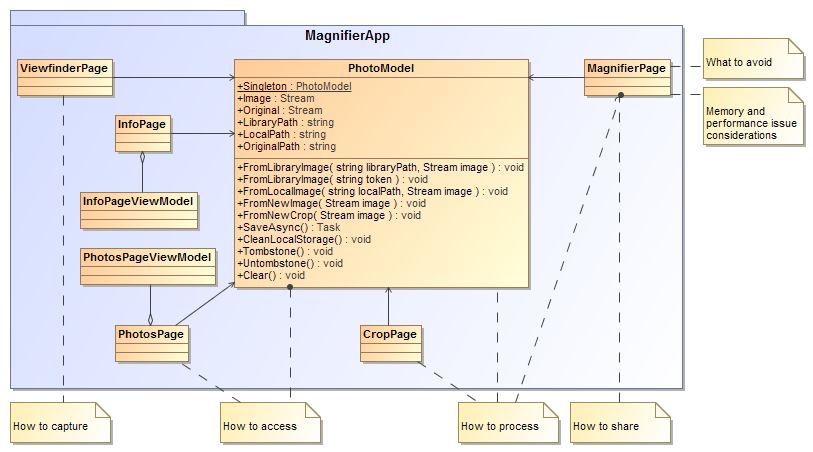 MagnifierApp
ViewfinderPage
PhotoModel
+Singleton : PhotoModel
+Image : Stream
+Original : Stream
+LibraryPath : string
+LocalPath : string
+OriginalPath : string
+FromLibraryImage( string libraryPath, Stream image ) : void
+FromLibraryImage( string token ) : void
+FromLocalImage( string localPath, Stream image ) : void
+FromNewImage( Stream image ) : void
+FromNewCrop( Stream image ) : void
+SaveAsync() : Task
+CleanLocalStorage() : void
+Tombstone() : void
+Untombstone() : void
+Clear() : void
MagnifierPage
What to avoid
Memory and
performance issue
considerations
InfoPage
InfoPageViewModel
PhotosPageViewModel
PhotosPage
CropPage
How to capture
How to access
How to process
How to share